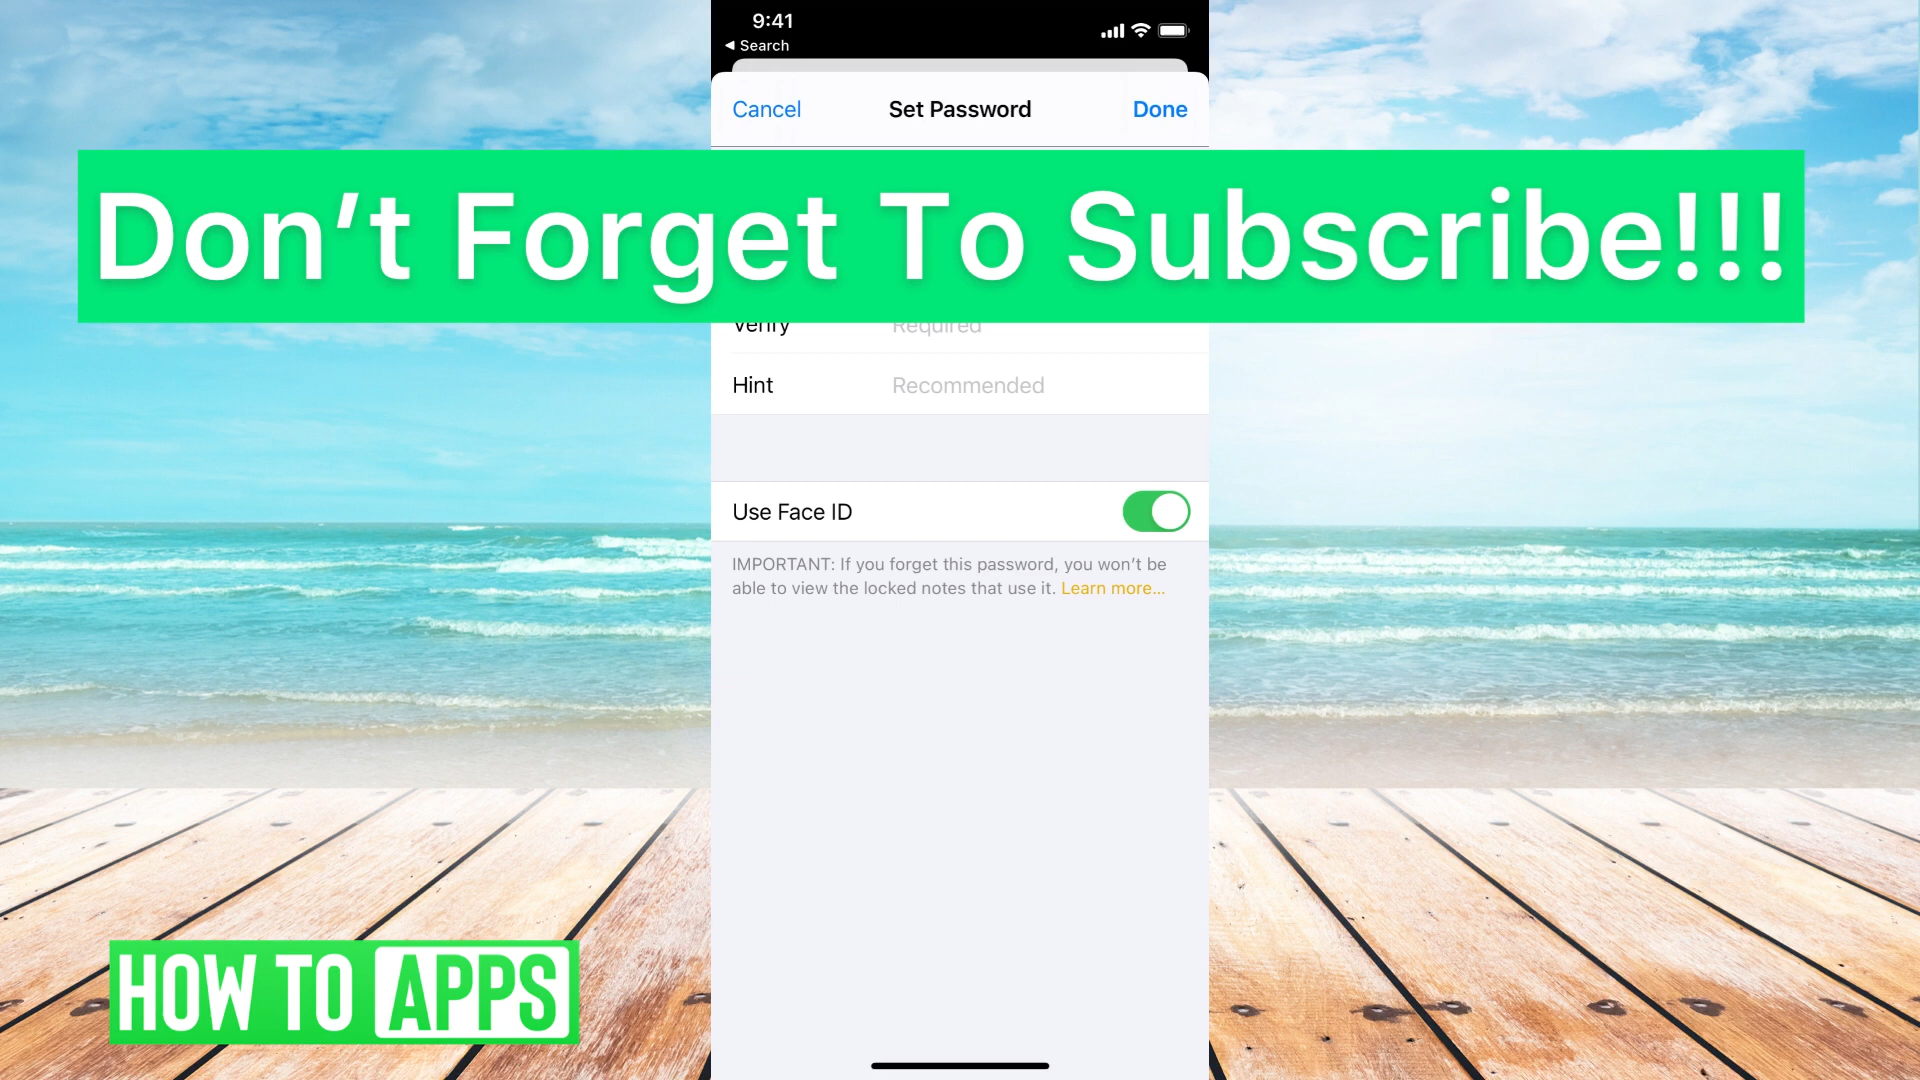 9:41
Search
Cancel Set Password Done
Don't Forget To Subscribe!!!
Verify Required
Hint Recommended
Use Face ID
IMPORTANT: If you forget this password, you won't be
able to view the locked notes that use it. Learn more...
HOW TO APPS